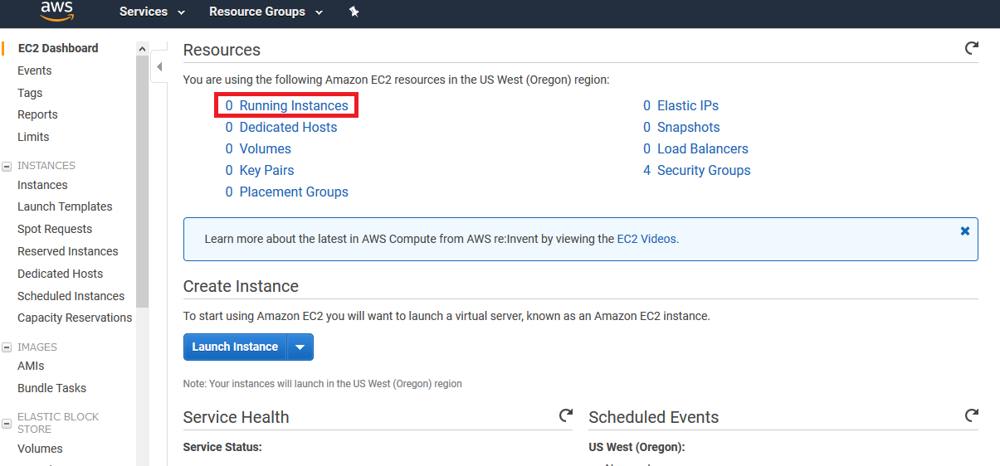 aws
Services
Resource Groups
EC2 Dashboard
Events
Tags
Reports
Limits
INSTANCES
Instances
Launch Templates
Spot Requests
Reserved Instances
Dedicated Hosts
Scheduled Instances
Capacity Reservations
IMAGES
AMIs
Bundle Tasks
ELASTIC BLOCK
STORE
Volumes
Resources
You are using the following Amazon EC2 resources in the US West (Oregon) region:
0 Running Instances
0 Dedicated Hosts
0 Volumes
0 Key Pairs
0 Placement Groups
0 Elastic IPs
0 Snapshots
0 Load Balancers
4 Security Groups
Learn more about the latest in AWS Compute from AWS re:Invent by viewing the EC2 Videos.
Create Instance
To start using Amazon EC2 you will want to launch a virtual server, known as an Amazon EC2 instance.
Launch Instance
Note: Your instances will launch in the US West (Oregon) region
Service Health
Service Status:
Scheduled Events
US West (Oregon):